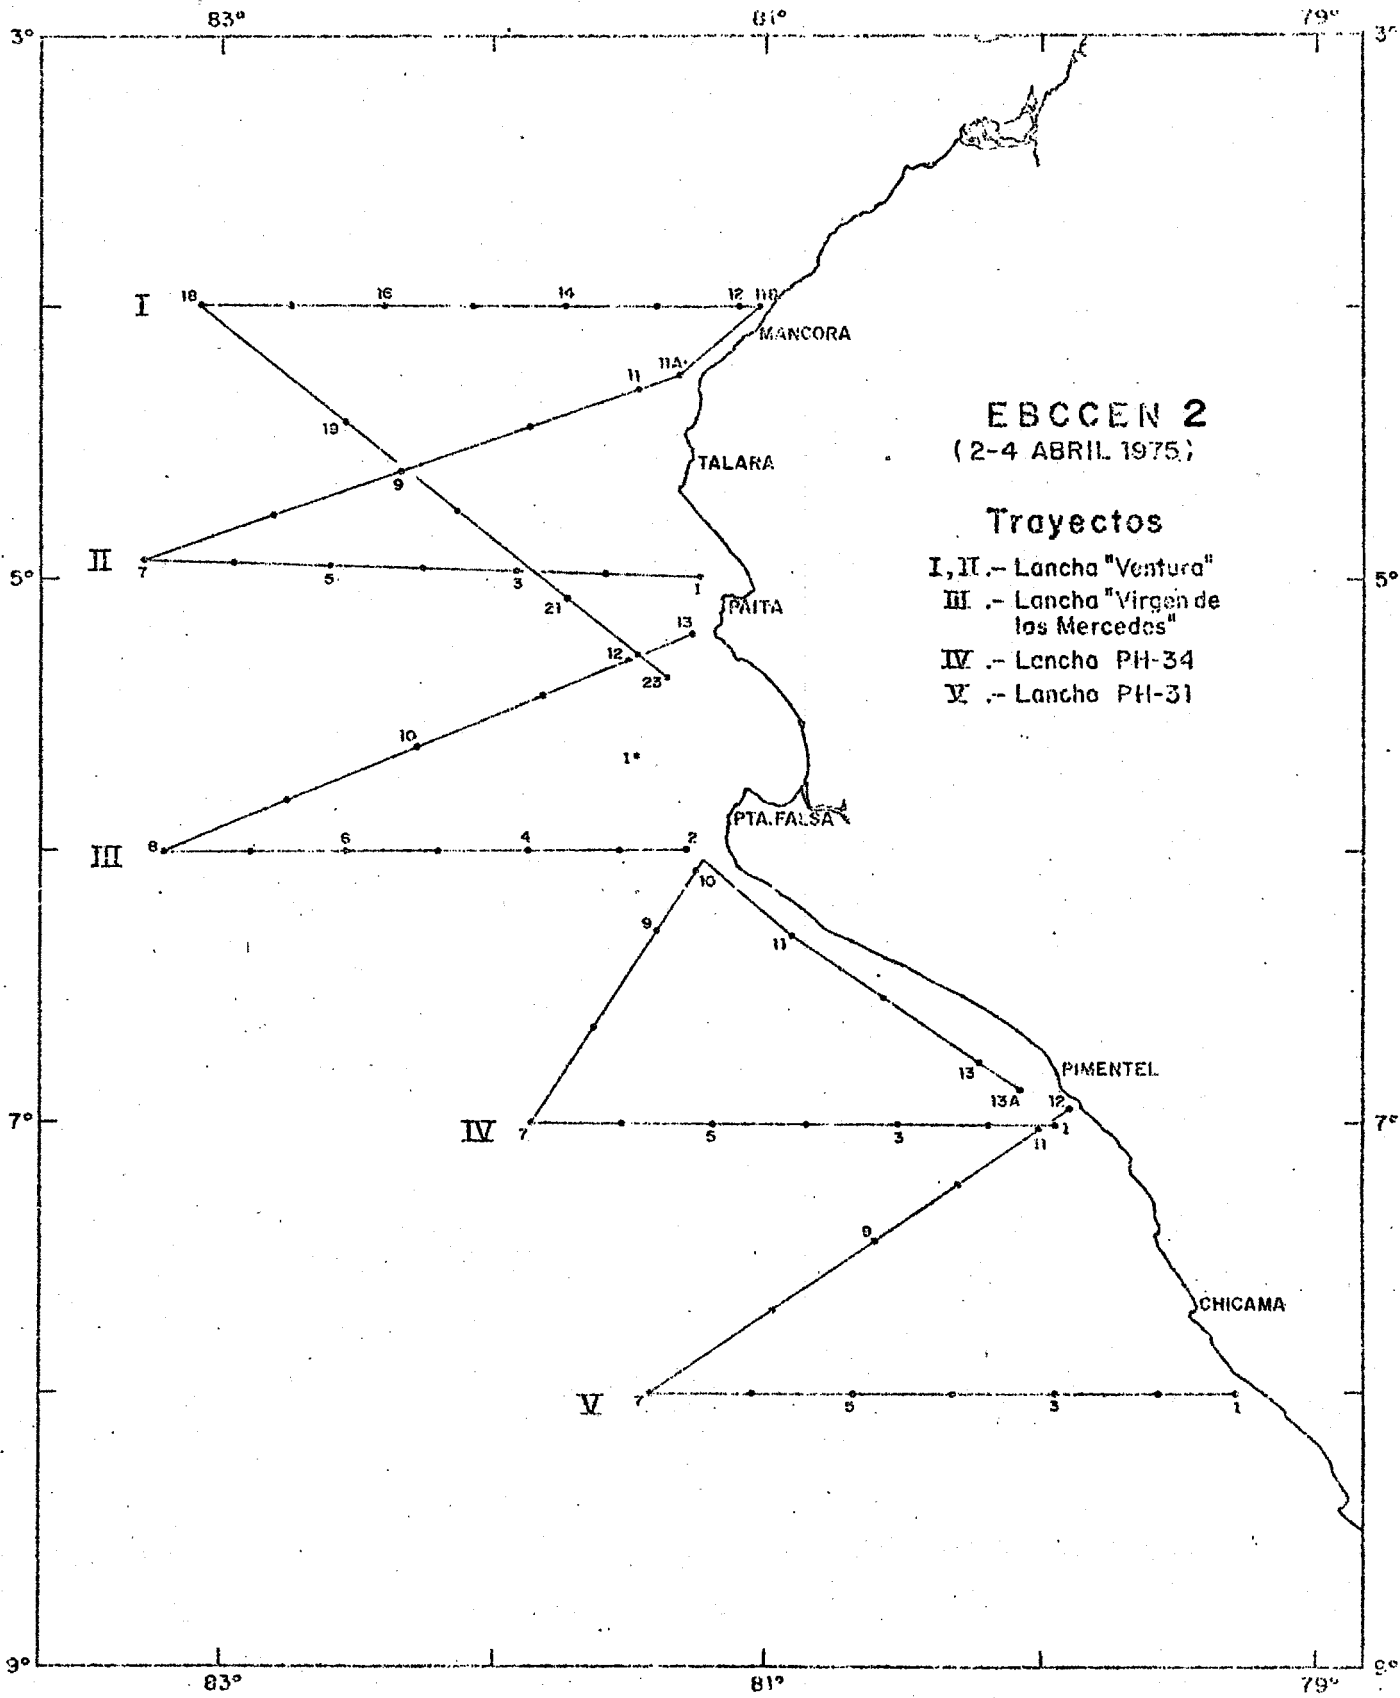 83° 81° 79°
3° 3°
18 16 14 12 11B
I
MANCORA
11 11A
EBCCEN 2
(2-4 ABRIL 1975)
19
TALARA
9
Trayectos
II
7 5 3 1
5° 5°
I, II.- Lancha "Ventura"
III .- Lancha "Virgen de
las Mercedes"
IV .- Lancha PH-34
V .- Lancha PH-31
21
PAITA
13
12
23
10
1*
PTA. FALSA
III
8 6 4 2
10
9
11
13
PIMENTEL
13A 12
7° 7°
IV
7 5 3 1
11
9
CHICAMA
V
7 5 3 1
9° 9°
83° 81° 79°